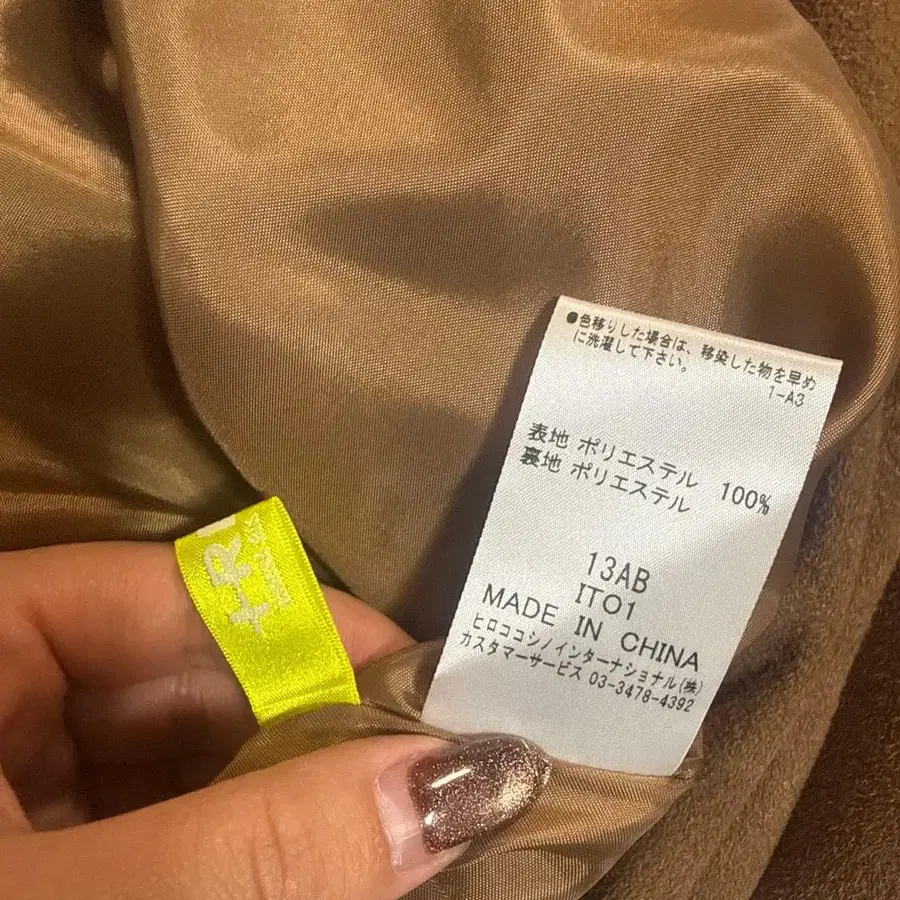 ●色移りした場合は、移染した物を早め
に洗濯して下さい。
1-A3
表地 ポリエステル 100%
裏地 ポリエステル
13AB
IT01
MADE IN CHINA
ヒロココシノインターナショナル(株)
カスタマーサービス 03-3478-4392
+R